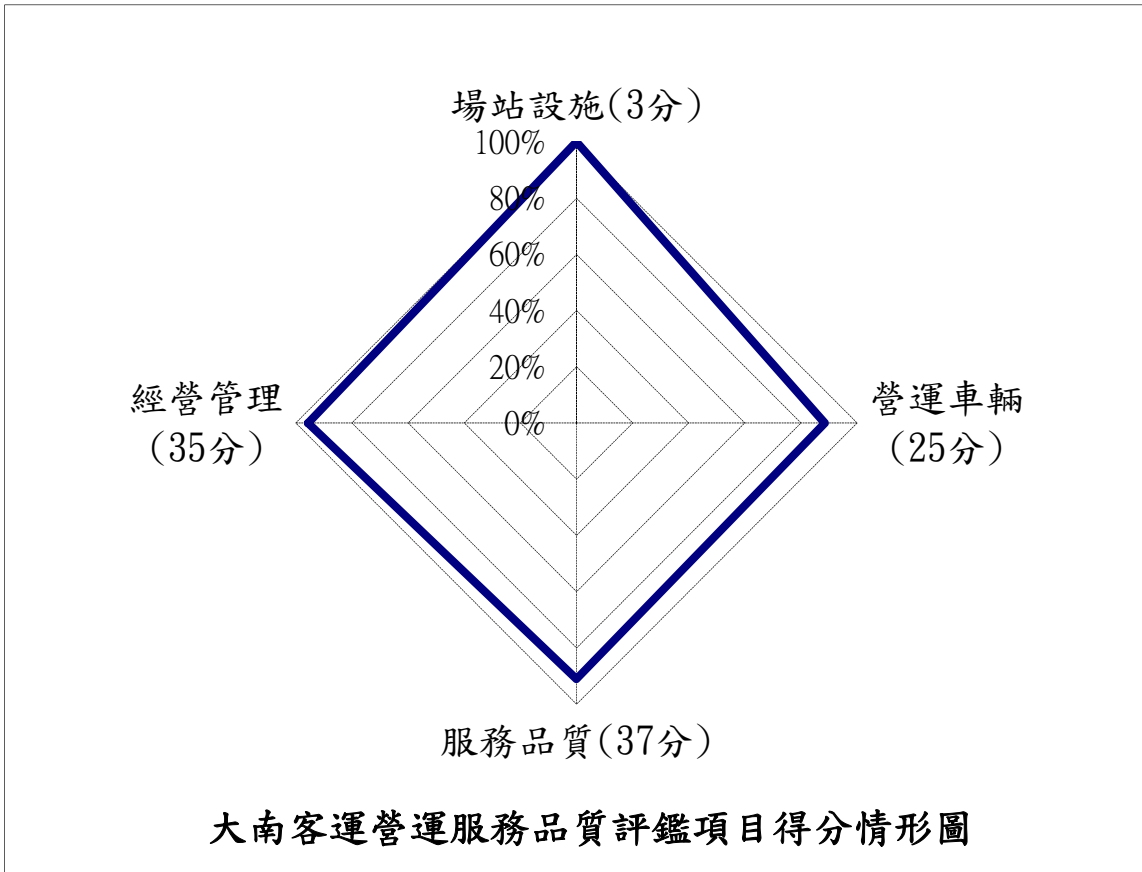 場站設施(3分)
100%
80%
60%
40%
20%
0%
經營管理
(35分)
營運車輛
(25分)
服務品質(37分)
大南客運營運服務品質評鑑項目得分情形圖